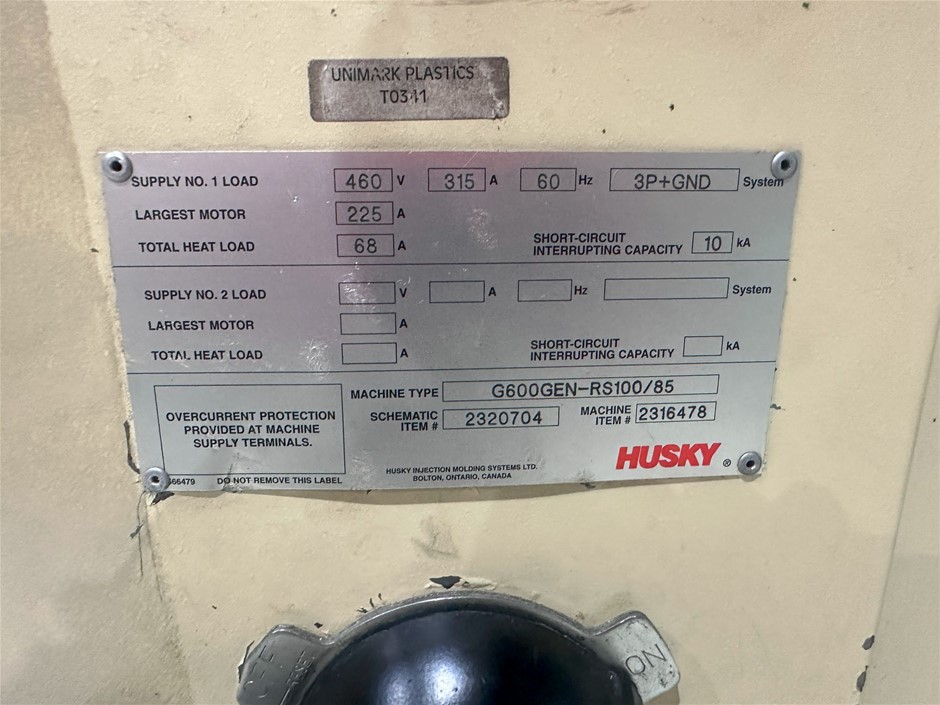 UNIMARK PLASTICS
T0341
SUPPLY NO. 1 LOAD 460 V 315 A 60 Hz 3P+GND System
LARGEST MOTOR 225 A
TOTAL HEAT LOAD 68 A SHORT-CIRCUIT INTERRUPTING CAPACITY 10 kA
SUPPLY NO. 2 LOAD V A Hz System
LARGEST MOTOR A
TOTAL HEAT LOAD A SHORT-CIRCUIT INTERRUPTING CAPACITY kA
OVERCURRENT PROTECTION
PROVIDED AT MACHINE
SUPPLY TERMINALS.
MACHINE TYPE G600GEN-RS100/85
SCHEMATIC ITEM # 2320704 MACHINE ITEM # 2316478
HUSKY ®
HUSKY INJECTION MOLDING SYSTEMS LTD.
BOLTON, ONTARIO, CANADA
66479 DO NOT REMOVE THIS LABEL
ON